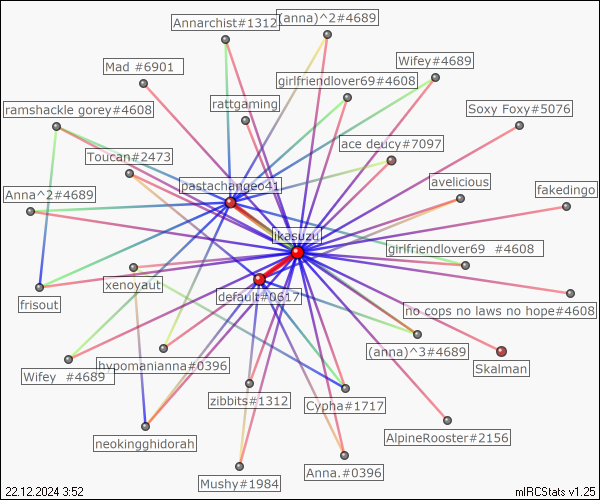 Annarchist#1312
(anna)^2#4689
Mad #6901
girlfriendlover69#4608
Wifey#4689
ramshackle gorey#4608
rattgaming
Soxy Foxy#5076
Toucan#2473
ace deucy#7097
pastachangeo41
Anna^2#4689
avelicious
fakedingo
ikasuzu
girlfriendlover69 #4608
xenoyaut
default#0617
frisout
no cops no laws no hope#4608
(anna)^3#4689
hypomanianna#0396
Wifey #4689
Skalman
zibbits#1312
Cypha#1717
neokingghidorah
AlpineRooster#2156
Mushy#1984
Anna.#0396
22.12.2024 3:52
mIRCStats v1.25